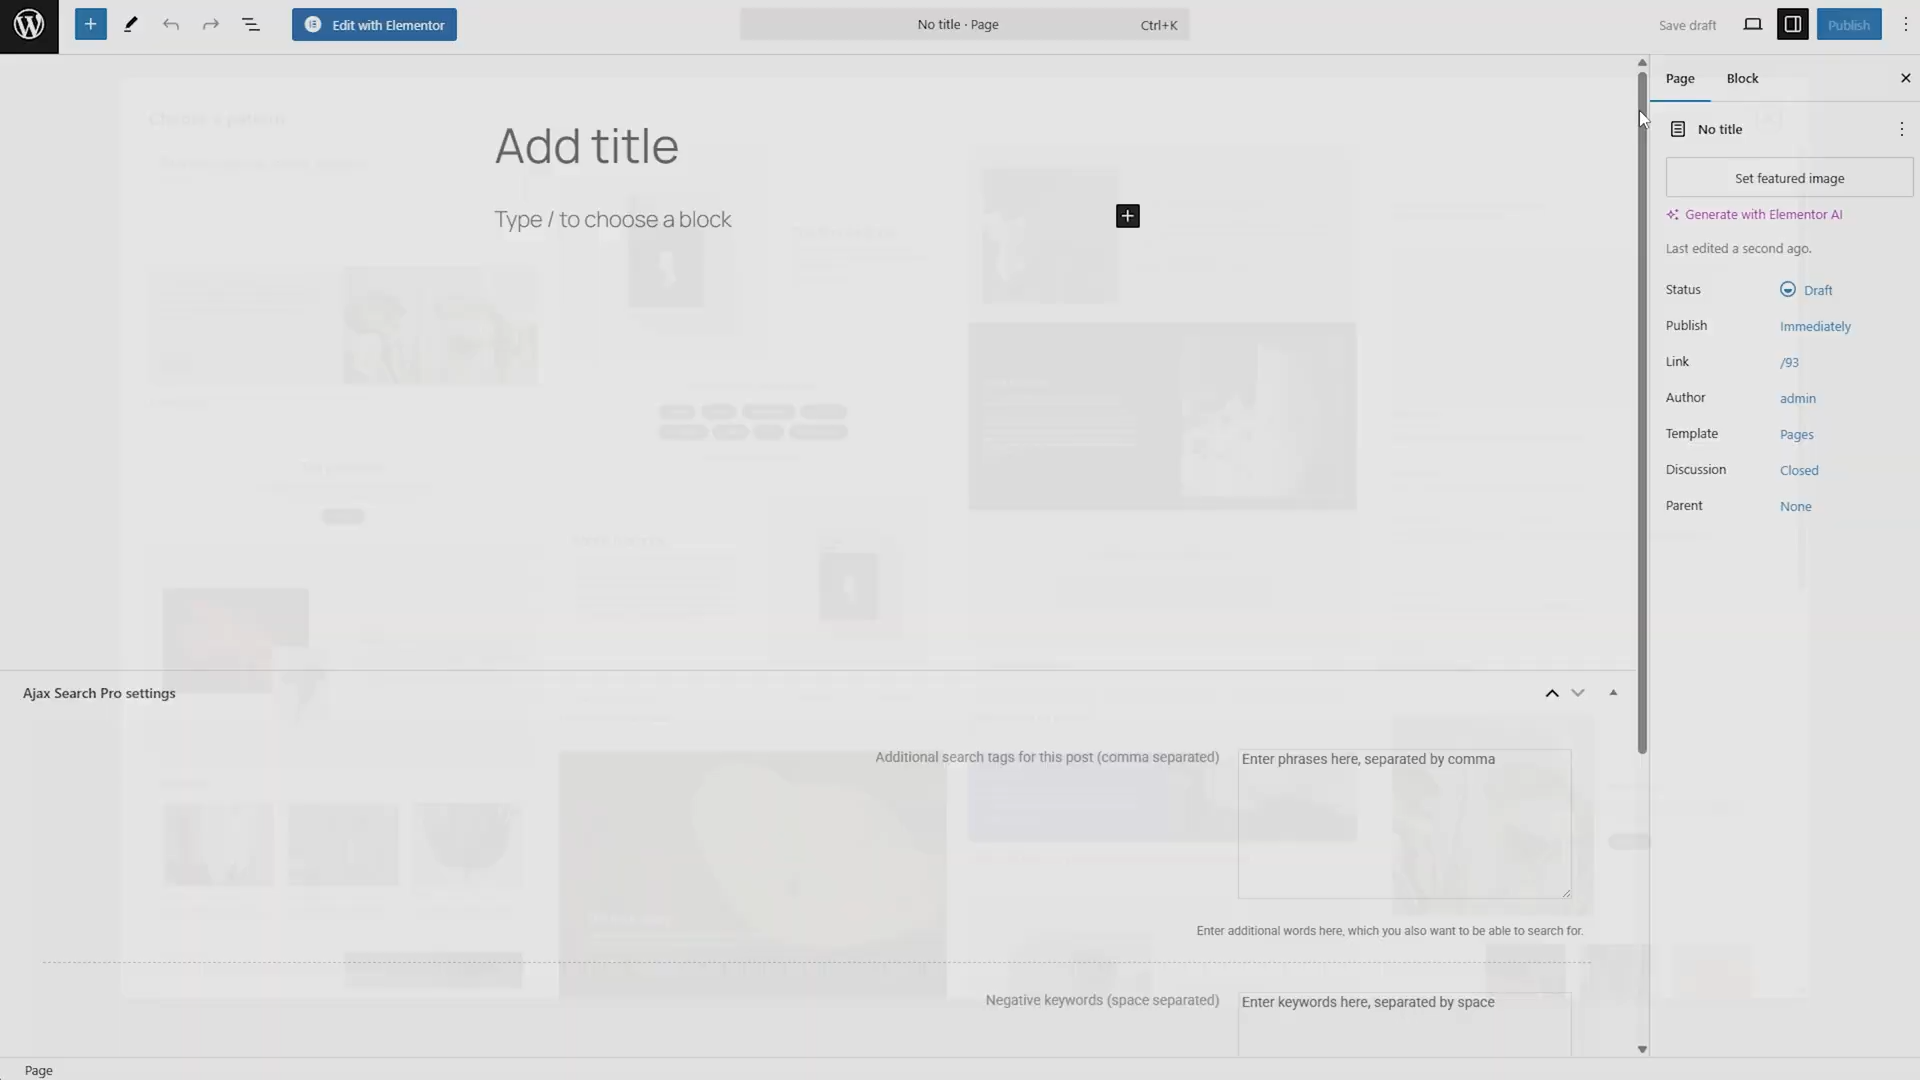 Edit with Elementor
No title · Page
Ctrl+K
Save draft
Publish
Page
Block
No title
Add title
Set featured image
Type / to choose a block
Generate with Elementor AI
Last edited a second ago.
Status
Draft
Publish
Immediately
Link
/93
Author
admin
Template
Pages
Discussion
Closed
Parent
None
Ajax Search Pro settings
Additional search tags for this post (comma separated)
Enter phrases here, separated by comma
Enter additional words here, which you also want to be able to search for.
Negative keywords (space separated)
Enter keywords here, separated by space
Page